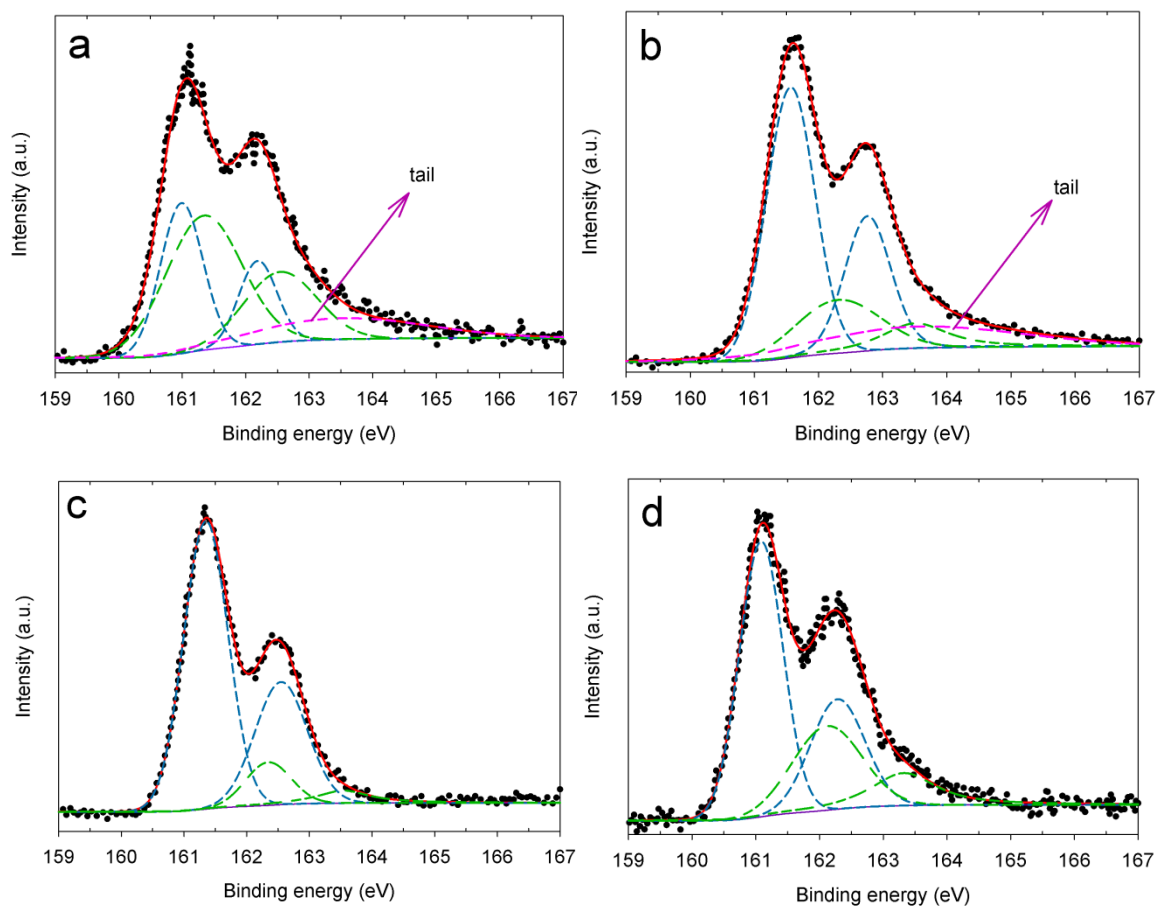 a
tail
Intensity (a.u.)
159 160 161 162 163 164 165 166 167
Binding energy (eV)
b
tail
Intensity (a.u.)
159 160 161 162 163 164 165 166 167
Binding energy (eV)
c
Intensity (a.u.)
159 160 161 162 163 164 165 166 167
Binding energy (eV)
d
Intensity (a.u.)
159 160 161 162 163 164 165 166 167
Binding energy (eV)